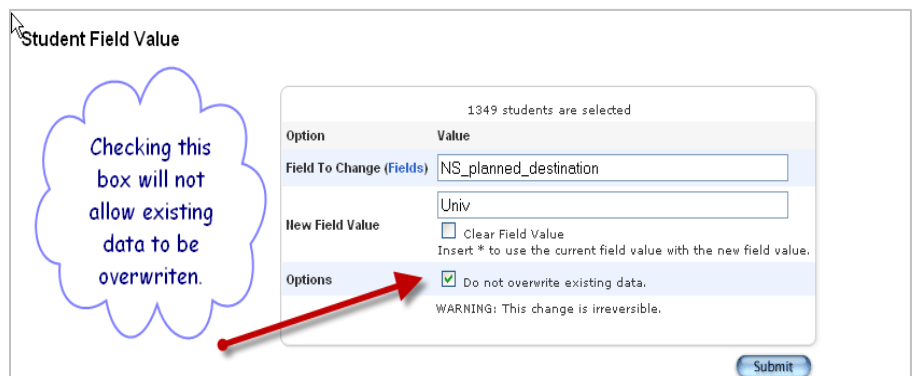 Student Field Value
Checking this
box will not
allow existing
data to be
overwriten.
1349 students are selected
Option Value
Field To Change (Fields) NS_planned_destination
New Field Value Univ
Clear Field Value
Insert * to use the current field value with the new field value.
Options Do not overwrite existing data.
WARNING: This change is irreversible.
Submit